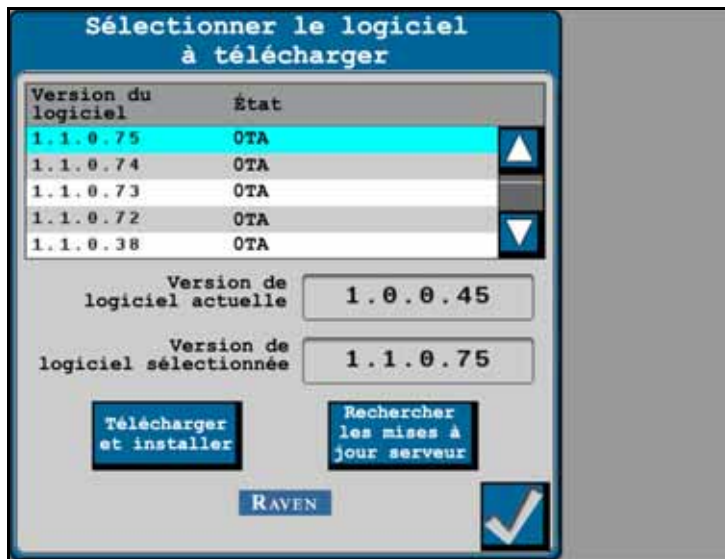 Sélectionner le logiciel
à télécharger
Version du
logiciel
État
1.1.0.75 OTA
1.1.0.74 OTA
1.1.0.73 OTA
1.1.0.72 OTA
1.1.0.38 OTA
Version de
logiciel actuelle
1.0.0.45
Version de
logiciel sélectionnée
1.1.0.75
Télécharger
et installer
Rechercher
les mises à
jour serveur
RAVEN